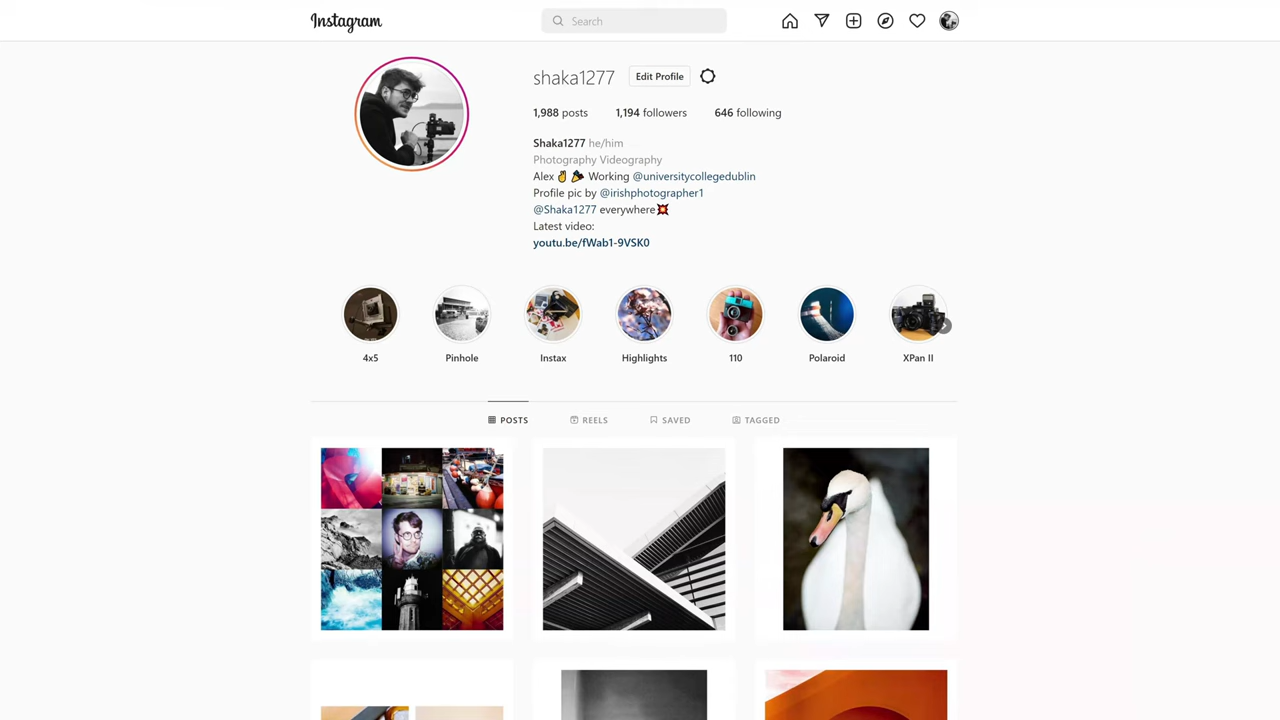 Instagram
Search
shaka1277 Edit Profile
1,988 posts 1,194 followers 646 following
Shaka1277 he/him
Photography Videography
Alex✌️🎉 Working @universitycollegedublin
Profile pic by @irishphotographer1
@Shaka1277 everywhere💥
Latest video:
youtu.be/fWab1-9VSK0
4x5 Pinhole Instax Highlights 110 Polaroid XPan II
POSTS REELS SAVED TAGGED